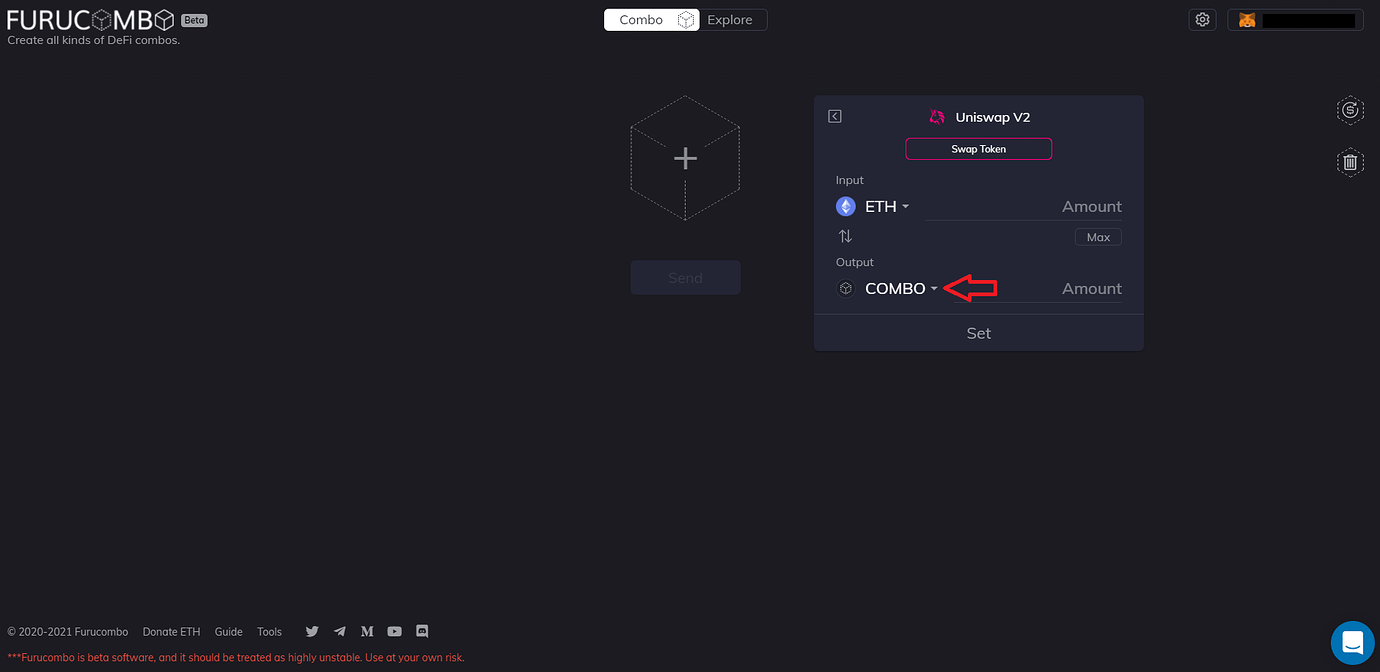 FURUCOMBO Beta
Create all kinds of DeFi combos.
Combo Explore
Uniswap V2
Swap Token
Input
ETH Amount
Max
Output
COMBO Amount
Set
Send
© 2020-2021 Furucombo Donate ETH Guide Tools
***Furucombo is beta software, and it should be treated as highly unstable. Use at your own risk.